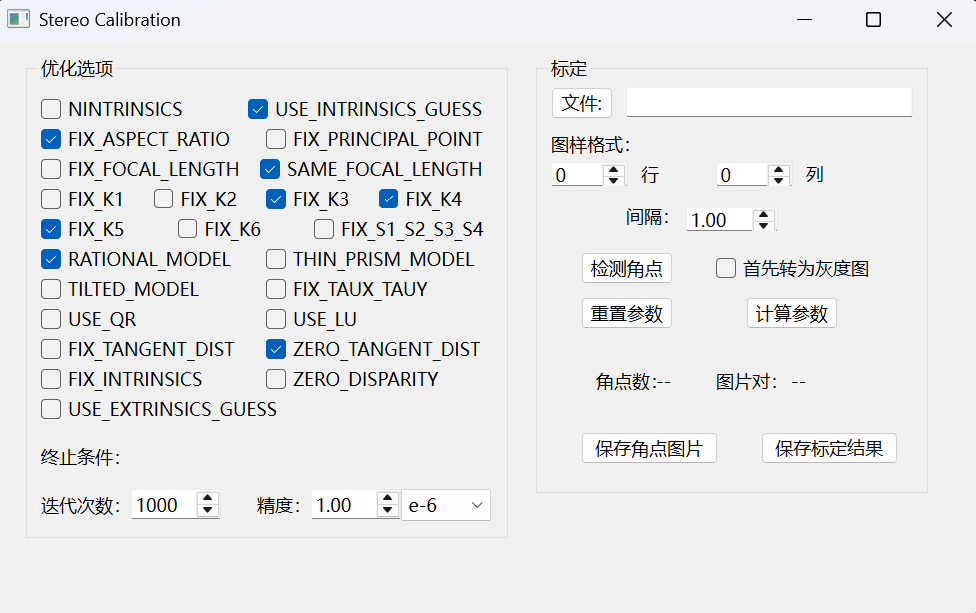 Stereo Calibration
优化选项
NINTRINSICS USE_INTRINSICS_GUESS
FIX_ASPECT_RATIO FIX_PRINCIPAL_POINT
FIX_FOCAL_LENGTH SAME_FOCAL_LENGTH
FIX_K1 FIX_K2 FIX_K3 FIX_K4
FIX_K5 FIX_K6 FIX_S1_S2_S3_S4
RATIONAL_MODEL THIN_PRISM_MODEL
TILTED_MODEL FIX_TAUX_TAUY
USE_QR USE_LU
FIX_TANGENT_DIST ZERO_TANGENT_DIST
FIX_INTRINSICS ZERO_DISPARITY
USE_EXTRINSICS_GUESS
终止条件：
迭代次数： 1000 精度： 1.00 e-6
标定
文件:
图样格式：
0 行 0 列
间隔： 1.00
检测角点 首先转为灰度图
重置参数 计算参数
角点数:-- 图片对： --
保存角点图片 保存标定结果